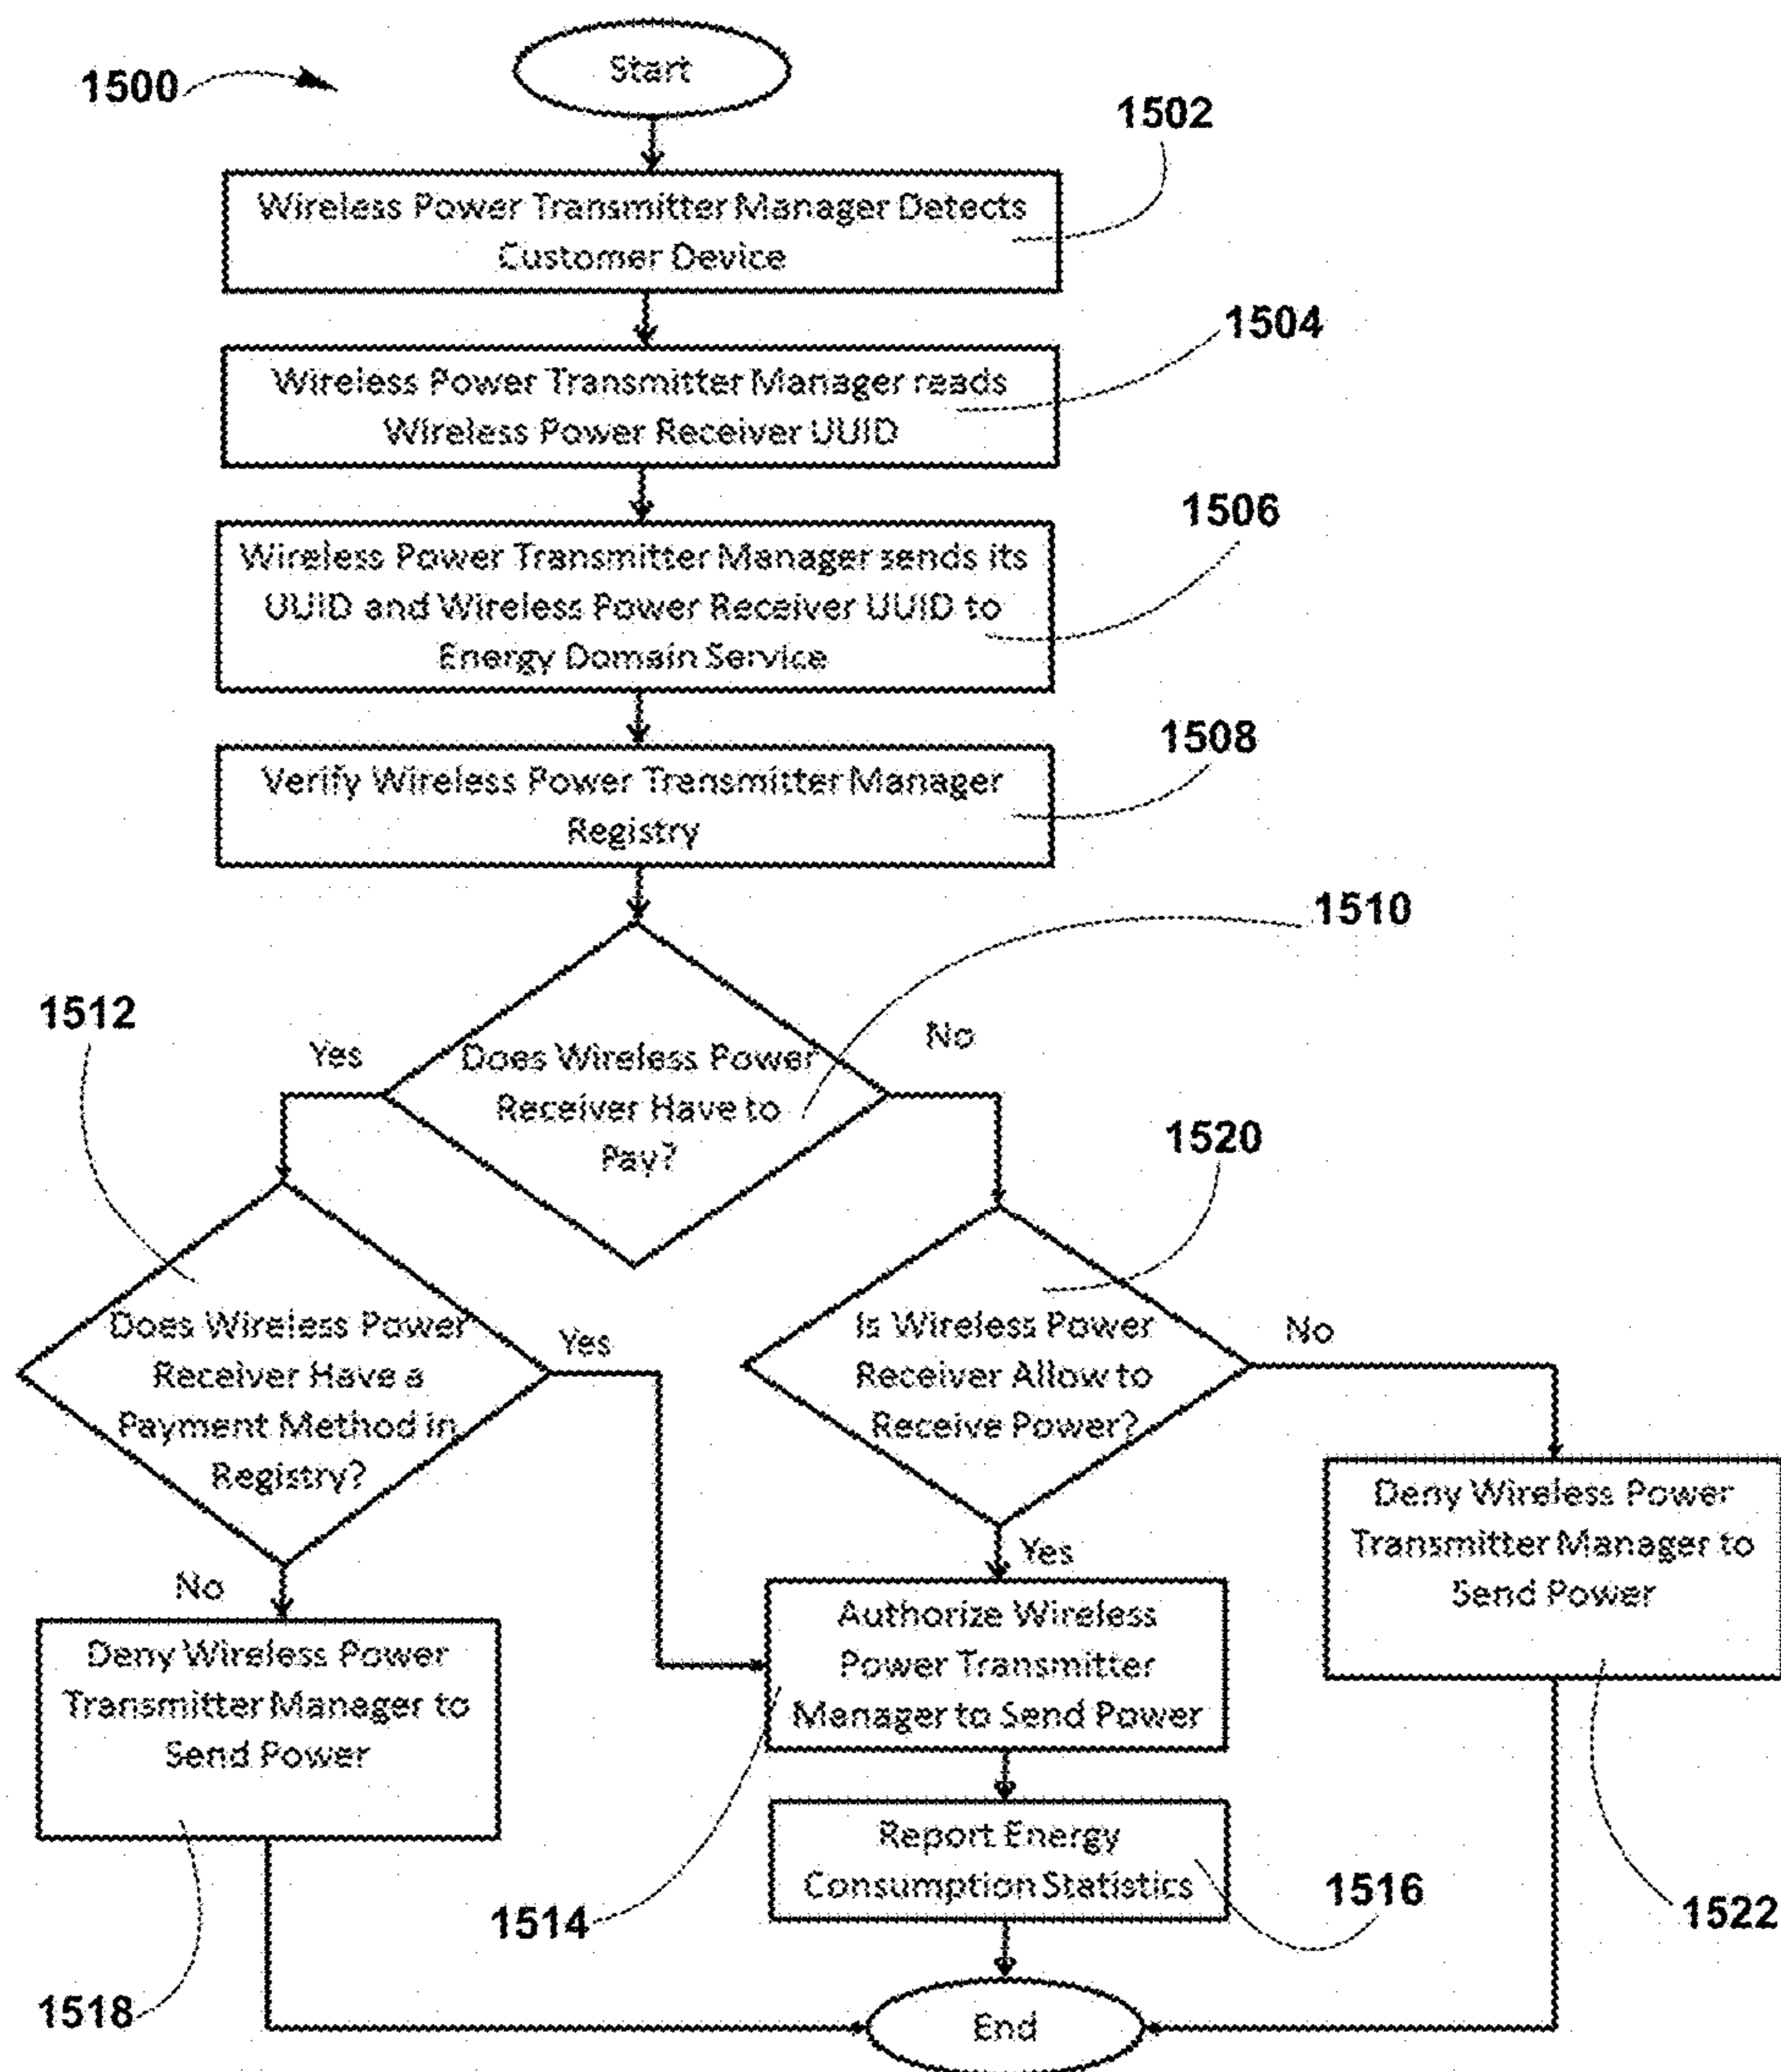 1500
Start
1502
Wireless Power Transmitter Manager Detects
Customer Device
1504
Wireless Power Transmitter Manager reads
Wireless Power Receiver UUID
1506
Wireless Power Transmitter Manager sends its
UUID and Wireless Power Receiver UUID to
Energy Domain Service
1508
Verify Wireless Power Transmitter Manager
Registry
1510
Does Wireless Power
Receiver Have to
Pay?
Yes
No
1512
Does Wireless Power
Receiver Have a
Payment Method in
Registry?
Yes
No
1520
Is Wireless Power
Receiver Allow to
Receive Power?
No
Yes
Deny Wireless Power
Transmitter Manager to
Send Power
1518
Authorize Wireless
Power Transmitter
Manager to Send Power
1514
Report Energy
Consumption Statistics
1516
Deny Wireless Power
Transmitter Manager to
Send Power
1522
End